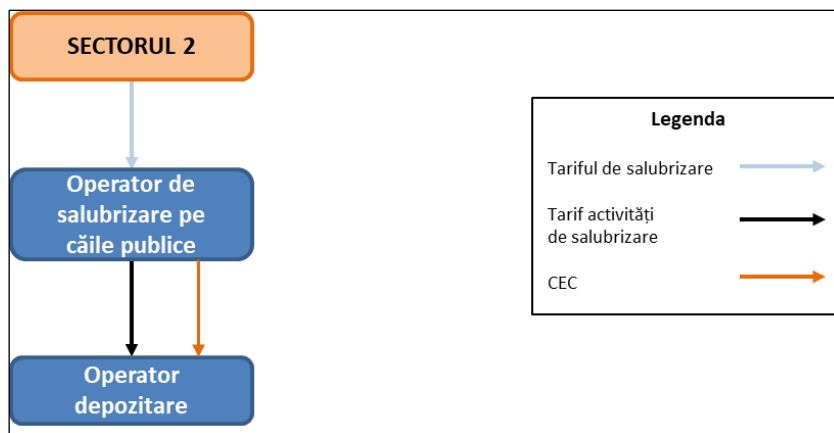 SECTORUL 2
Operator de
salubrizare pe
căile publice
Operator
depozitare
Legenda
Tariful de salubrizare
Tarif activități
de salubrizare
CEC